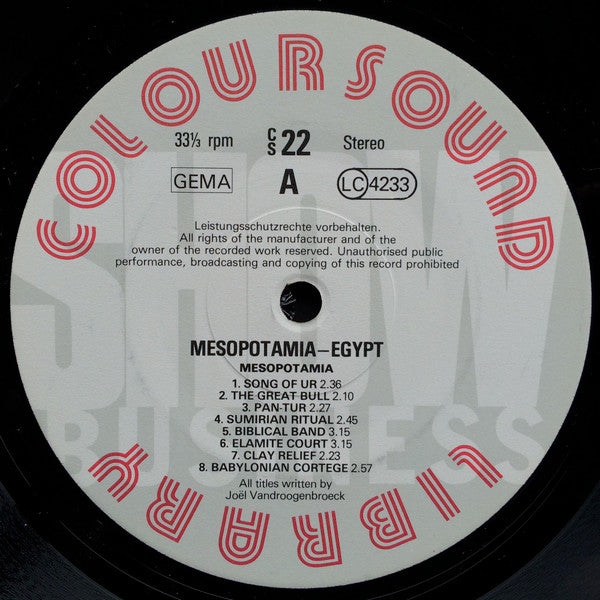 COLOURSOUND
33⅓ rpm CS 22 Stereo
GEMA A LC 4233
SHOW
BUSINESS
Leistungsschutzrechte vorbehalten.
All rights of the manufacturer and of the
owner of the recorded work reserved. Unauthorised public
performance, broadcasting and copying of this record prohibited
MESOPOTAMIA–EGYPT
MESOPOTAMIA
1. SONG OF UR 2.36
2. THE GREAT BULL 2.10
3. PAN-TUR 2.27
4. SUMIRIAN RITUAL 2.45
5. BIBLICAL BAND 3.15
6. ELAMITE COURT 3.15
7. CLAY RELIEF 2.23
8. BABYLONIAN CORTEGE 2.57
All titles written by
Joël Vandroogenbroeck
LIBRARY